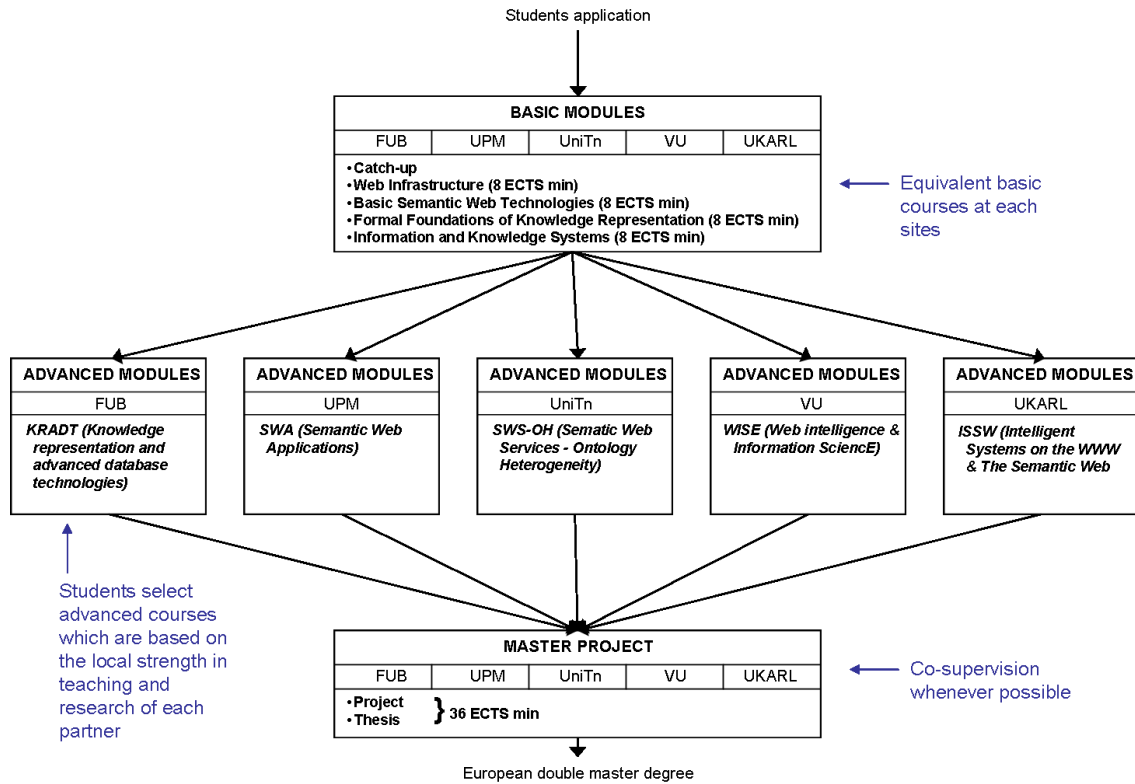 Students application
BASIC MODULES
FUB UPM UniTn VU UKARL
•Catch-up
•Web Infrastructure (8 ECTS min)
•Basic Semantic Web Technologies (8 ECTS min)
•Formal Foundations of Knowledge Representation (8 ECTS min)
•Information and Knowledge Systems (8 ECTS min)
Equivalent basic
courses at each
sites
ADVANCED MODULES
FUB
KRADT (Knowledge
representation and
advanced database
technologies)
ADVANCED MODULES
UPM
SWA (Semantic Web
Applications)
ADVANCED MODULES
UniTn
SWS-OH (Sematic Web
Services - Ontology
Heterogeneity)
ADVANCED MODULES
VU
WISE (Web intelligence &
Information SciencE)
ADVANCED MODULES
UKARL
ISSW (Intelligent
Systems on the WWW
& The Semantic Web
Students select
advanced courses
which are based on
the local strength in
teaching and
research of each
partner
MASTER PROJECT
FUB UPM UniTn VU UKARL
•Project
•Thesis
} 36 ECTS min
Co-supervision
whenever possible
European double master degree